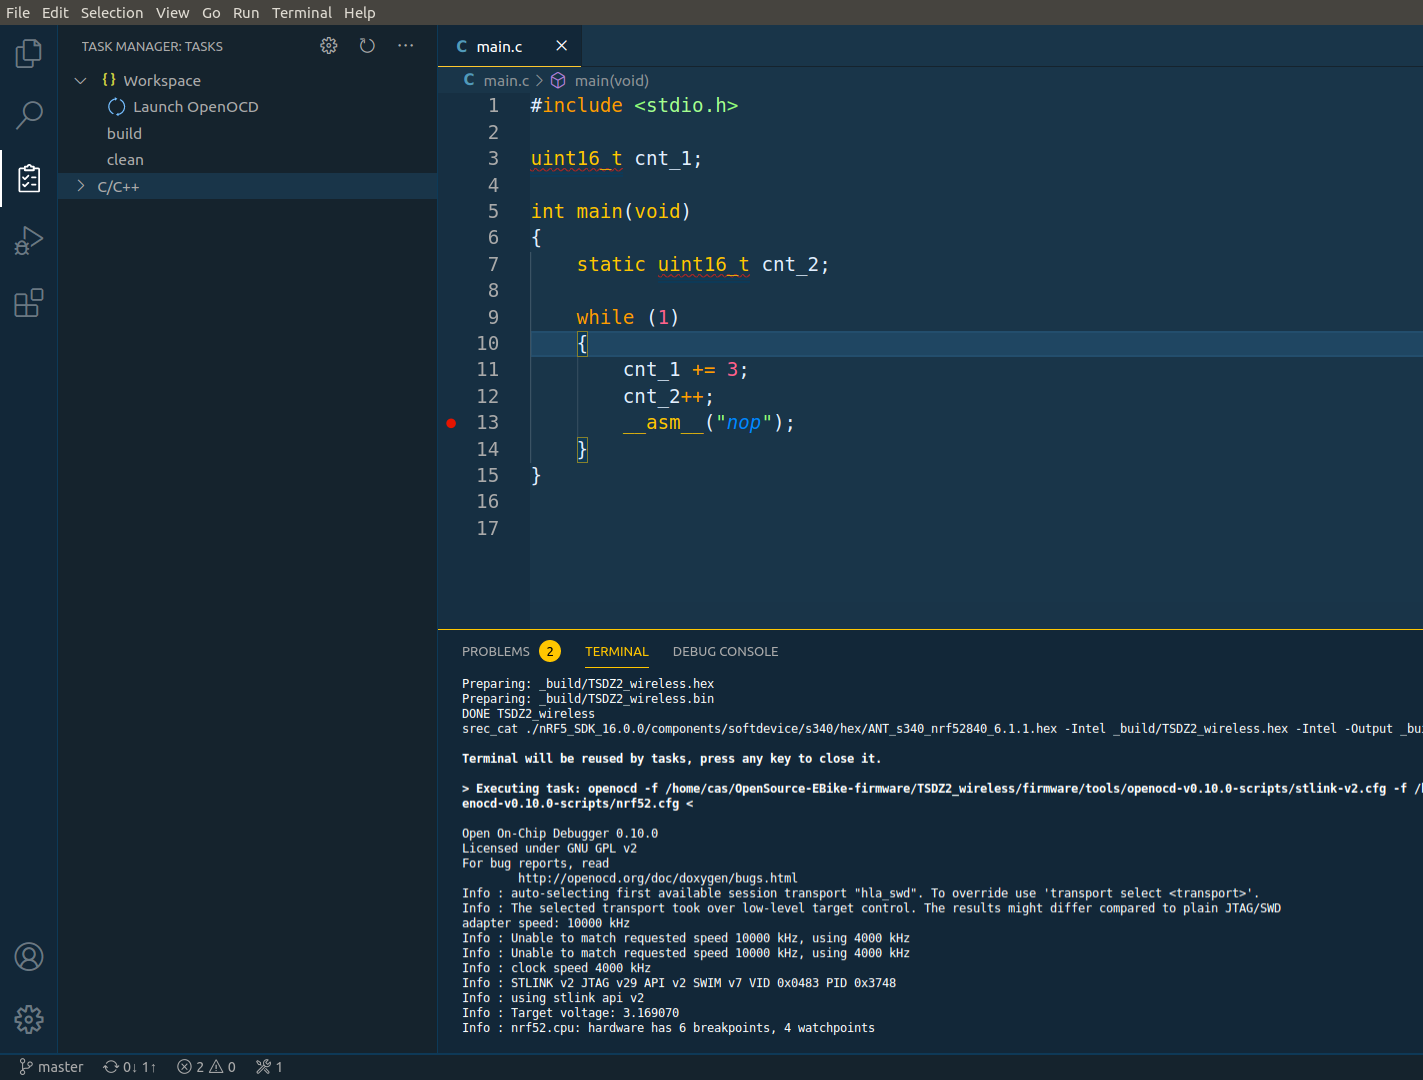 File Edit Selection View Go Run Terminal Help
TASK MANAGER: TASKS
Workspace
Launch OpenOCD
build
clean
C/C++
C main.c
C main.c > main(void)
1 #include <stdio.h>
2
3 uint16_t cnt_1;
4
5 int main(void)
6 {
7 static uint16_t cnt_2;
8
9 while (1)
10 {
11 cnt_1 += 3;
12 cnt_2++;
13 __asm__("nop");
14 }
15 }
16
17
PROBLEMS 2 TERMINAL DEBUG CONSOLE
Preparing: _build/TSDZ2_wireless.hex
Preparing: _build/TSDZ2_wireless.bin
DONE TSDZ2_wireless
srec_cat ./nRF5_SDK_16.0.0/components/softdevice/s340/hex/ANT_s340_nrf52840_6.1.1.hex -Intel _build/TSDZ2_wireless.hex -Intel -Output _bu
Terminal will be reused by tasks, press any key to close it.
> Executing task: openocd -f /home/cas/OpenSource-EBike-firmware/TSDZ2_wireless/firmware/tools/openocd-v0.10.0-scripts/stlink-v2.cfg -f /
enocd-v0.10.0-scripts/nrf52.cfg <
Open On-Chip Debugger 0.10.0
Licensed under GNU GPL v2
For bug reports, read
http://openocd.org/doc/doxygen/bugs.html
Info : auto-selecting first available session transport "hla_swd". To override use 'transport select <transport>'.
Info : The selected transport took over low-level target control. The results might differ compared to plain JTAG/SWD
adapter speed: 10000 kHz
Info : Unable to match requested speed 10000 kHz, using 4000 kHz
Info : Unable to match requested speed 10000 kHz, using 4000 kHz
Info : clock speed 4000 kHz
Info : STLINK v2 JTAG v29 API v2 SWIM v7 VID 0x0483 PID 0x3748
Info : using stlink api v2
Info : Target voltage: 3.169070
Info : nrf52.cpu: hardware has 6 breakpoints, 4 watchpoints
master 0↓ 1↑ 2 0 1